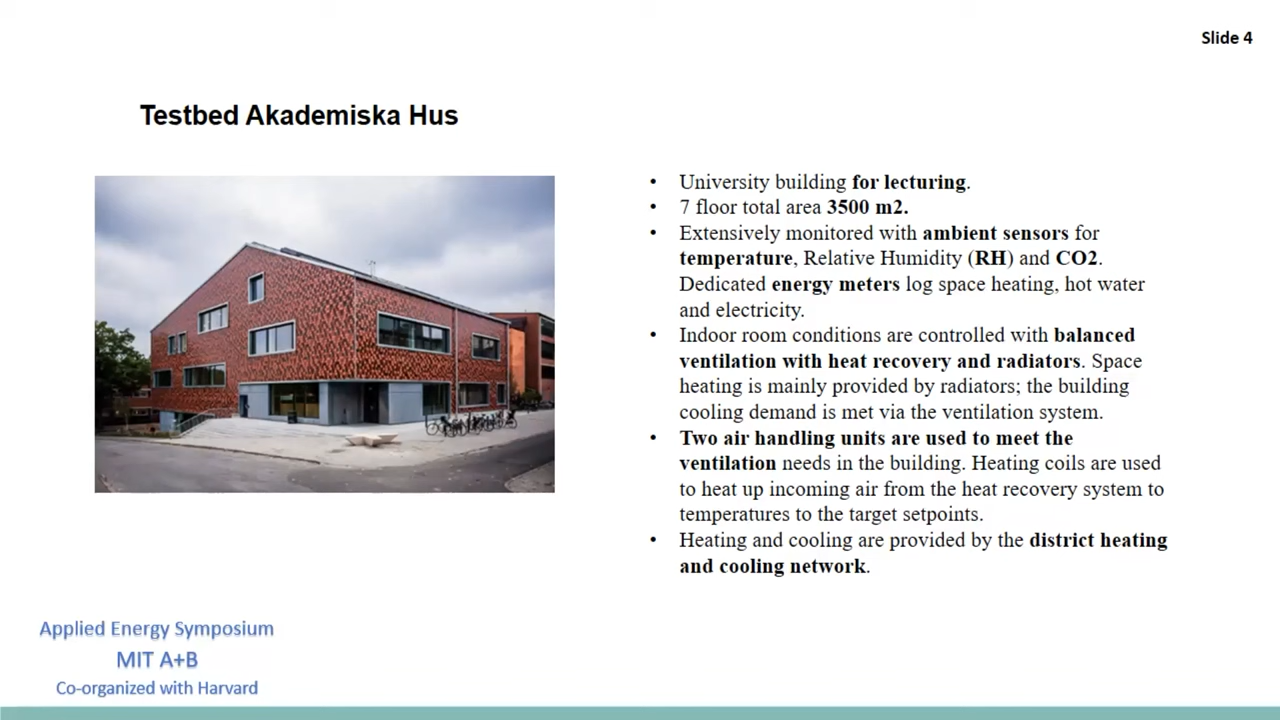 Slide 4
Testbed Akademiska Hus
• University building for lecturing.
• 7 floor total area 3500 m2.
• Extensively monitored with ambient sensors for
temperature, Relative Humidity (RH) and CO2.
Dedicated energy meters log space heating, hot water
and electricity.
• Indoor room conditions are controlled with balanced
ventilation with heat recovery and radiators. Space
heating is mainly provided by radiators; the building
cooling demand is met via the ventilation system.
• Two air handling units are used to meet the
ventilation needs in the building. Heating coils are used
to heat up incoming air from the heat recovery system to
temperatures to the target setpoints.
• Heating and cooling are provided by the district heating
and cooling network.
Applied Energy Symposium
MIT A+B
Co-organized with Harvard